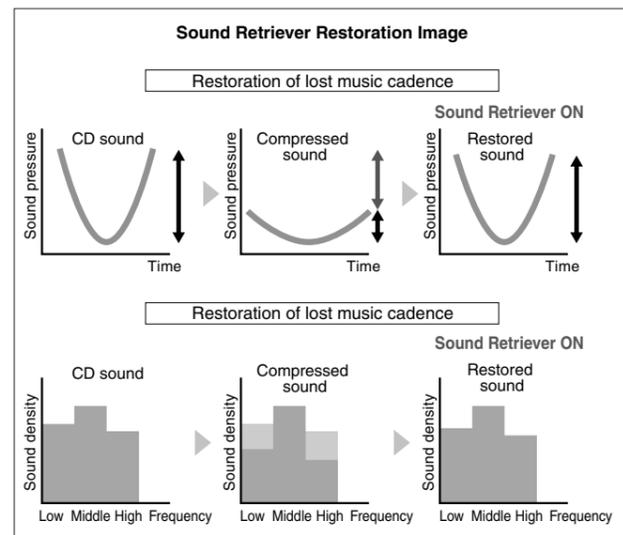 Sound Retriever Restoration Image
Restoration of lost music cadence
Sound Retriever ON
CD sound
Compressed
sound
Restored
sound
Sound pressure
Sound pressure
Sound pressure
Time
Time
Time
Restoration of lost music cadence
Sound Retriever ON
CD sound
Compressed
sound
Restored
sound
Sound density
Sound density
Sound density
Low Middle High Frequency
Low Middle High Frequency
Low Middle High Frequency